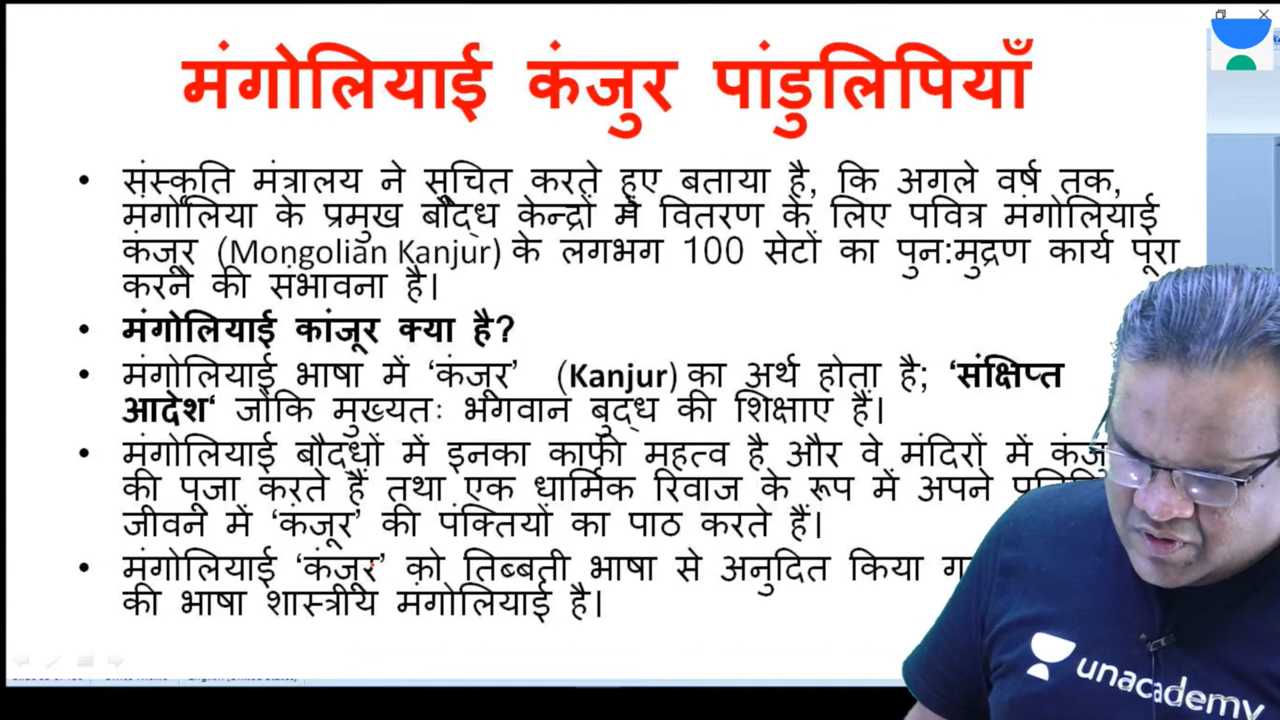 मंगोलियाई कंजुर पांडुलिपियाँ
• संस्कृति मंत्रालय ने सूचित करते हुए बताया है, कि अगले वर्ष तक,
मंगोलिया के प्रमुख बौद्ध केन्द्रों में वितरण के लिए पवित्र मंगोलियाई
कंजूर (Mongolian Kanjur) के लगभग 100 सेटों का पुन:मुद्रण कार्य पूरा
करने की संभावना है।
• मंगोलियाई कांजूर क्या है?
• मंगोलियाई भाषा में ‘कंजूर’ (Kanjur) का अर्थ होता है; ‘संक्षिप्त
आदेश‘ जोकि मुख्यतः भगवान बुद्ध की शिक्षाएं हैं।
• मंगोलियाई बौद्धों में इनका काफी महत्व है और वे मंदिरों में
की पूजा करते हैं तथा एक धार्मिक रिवाज के रूप में अपने
जीवन में ‘कंजूर’ की पंक्तियों का पाठ करते हैं।
• मंगोलियाई ‘कंजूर’ को तिब्बती भाषा से अनुदित किया
की भाषा शास्त्रीय मंगोलियाई है।
unacademy